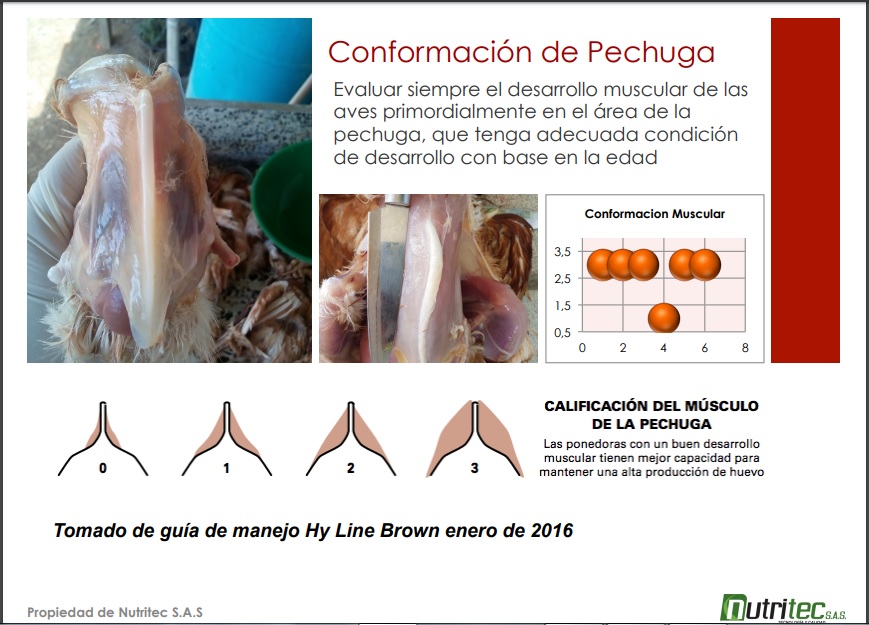 Conformación de Pechuga
Evaluar siempre el desarrollo muscular de las
aves primordialmente en el área de la
pechuga, que tenga adecuada condición
de desarrollo con base en la edad
Conformacion Muscular
3,5
2,5
1,5
0,5
0 2 4 6 8
0 1 2 3
CALIFICACIÓN DEL MÚSCULO
DE LA PECHUGA
Las ponedoras con un buen desarrollo
muscular tienen mejor capacidad para
mantener una alta producción de huevo
Tomado de guía de manejo Hy Line Brown enero de 2016
Propiedad de Nutritec S.A.S
nutritec S.A.S.
TECNOLOGÍA Y CALIDAD